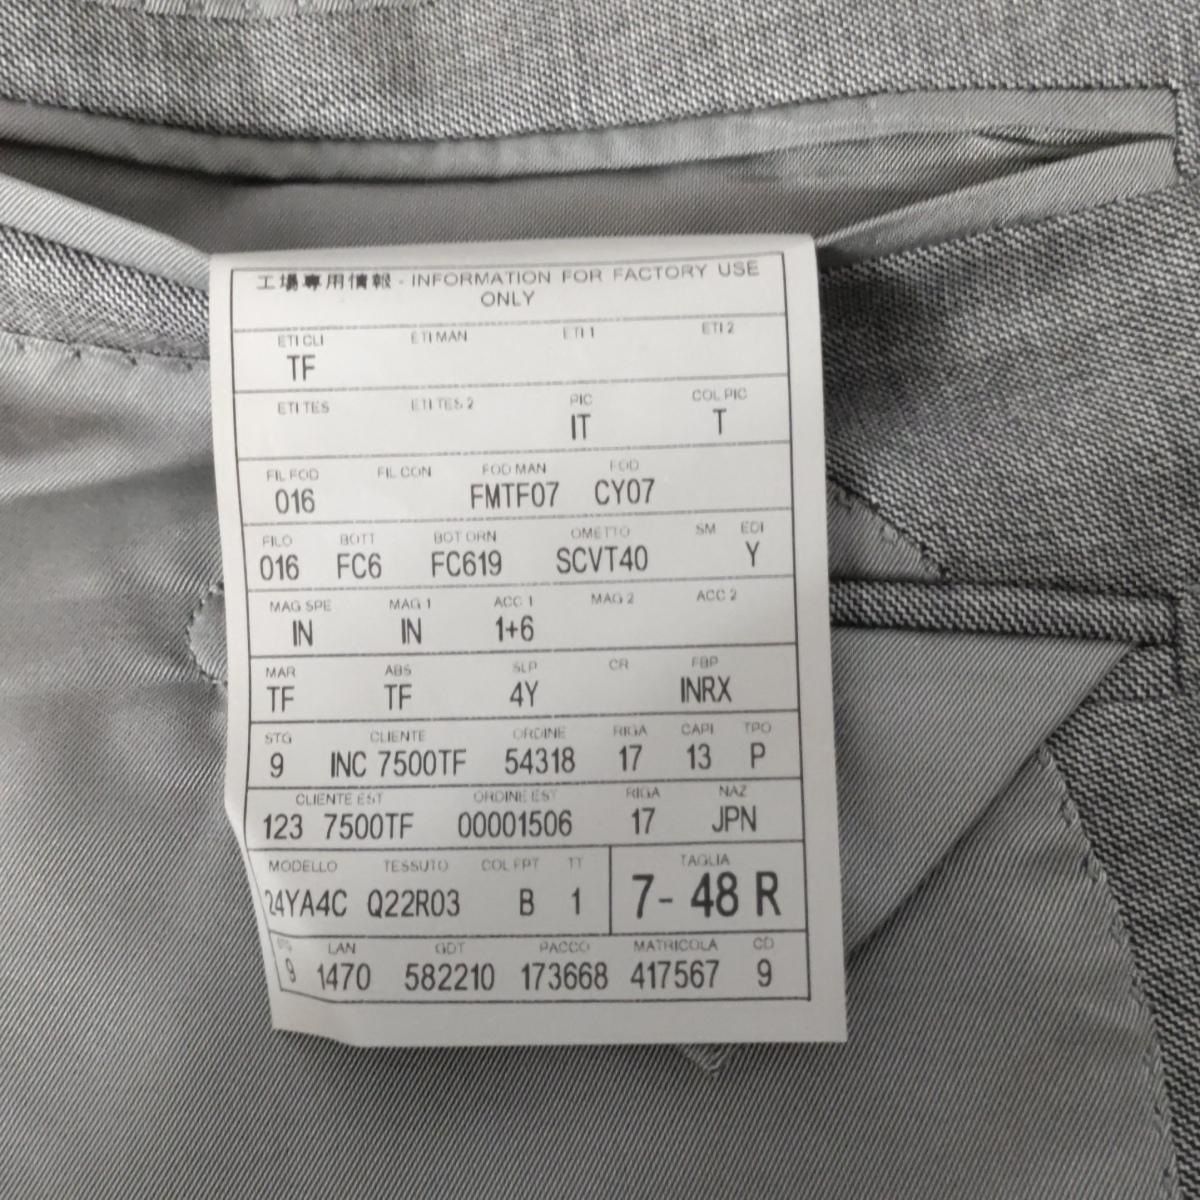 工場專用情報 - INFORMATION FOR FACTORY USE
ONLY
ETI CLI ETI MAN ETI 1 ETI 2
TF
ETI TES ETI TES 2 PIC COL PIC
IT T
FIL FOD FIL CON FOD MAN FOD
016 FMTF07 CY07
FILO BOTT BOT ORN OMETTO SM EDI
016 FC6 FC619 SCVT40 Y
MAG SPE MAG 1 ACC 1 MAG 2 ACC 2
IN IN 1+6
MAR ABS SLP CR FBP
TF TF 4Y INRX
STG CLIENTE ORDINE RIGA CAPI TPO
9 INC 7500TF 54318 17 13 P
CLIENTE EST ORDINE EST RIGA NAZ
123 7500TF 00001506 17 JPN
MODELLO TESSUTO COL FPT TT TAGLIA
24YA4C Q22R03 B 1 7- 48 R
LAN GDT PACCO MATRICOLA CD
9 1470 582210 173668 417567 9